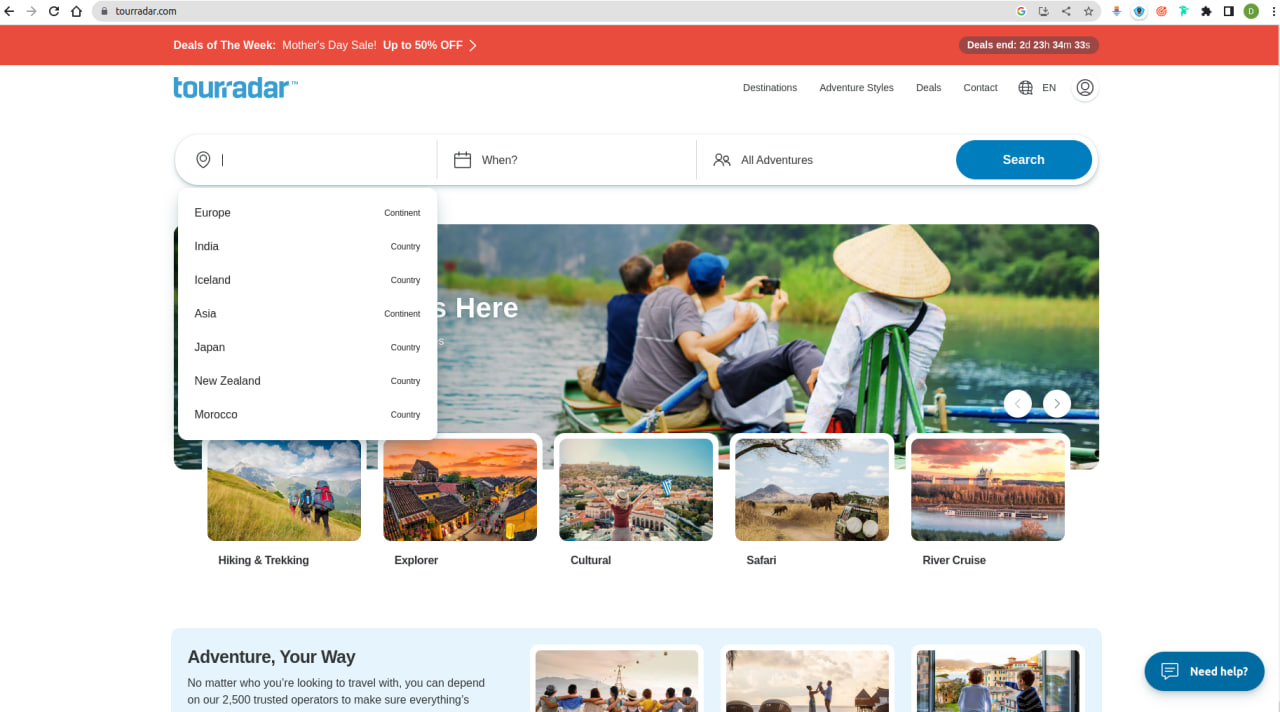 tourradar.com
D
Deals of The Week: Mother's Day Sale! Up to 50% OFF
Deals end: 2d 23h 34m 33s
tourradar™
Destinations
Adventure Styles
Deals
Contact
EN
When?
All Adventures
Search
Europe Continent
India Country
Iceland Country
Asia Continent
Japan Country
New Zealand Country
Morocco Country
s Here
s
Hiking & Trekking
Explorer
Cultural
Safari
River Cruise
Adventure, Your Way
No matter who you're looking to travel with, you can depend
on our 2,500 trusted operators to make sure everything's
Need help?